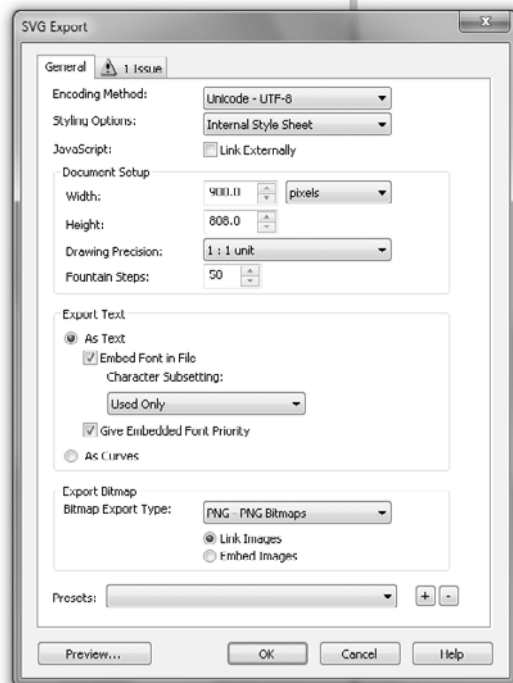 SVG Export
General 1 Issue
Encoding Method: Unicode - UTF-8
Styling Options: Internal Style Sheet
JavaScript: Link Externally
Document Setup
Width: 900.0 pixels
Height: 808.0
Drawing Precision: 1 : 1 unit
Fountain Steps: 50
Export Text
As Text
Embed Font in File
Character Subsetting:
Used Only
Give Embedded Font Priority
As Curves
Export Bitmap
Bitmap Export Type: PNG - PNG Bitmaps
Link Images
Embed Images
Presets: + -
Preview... OK Cancel Help